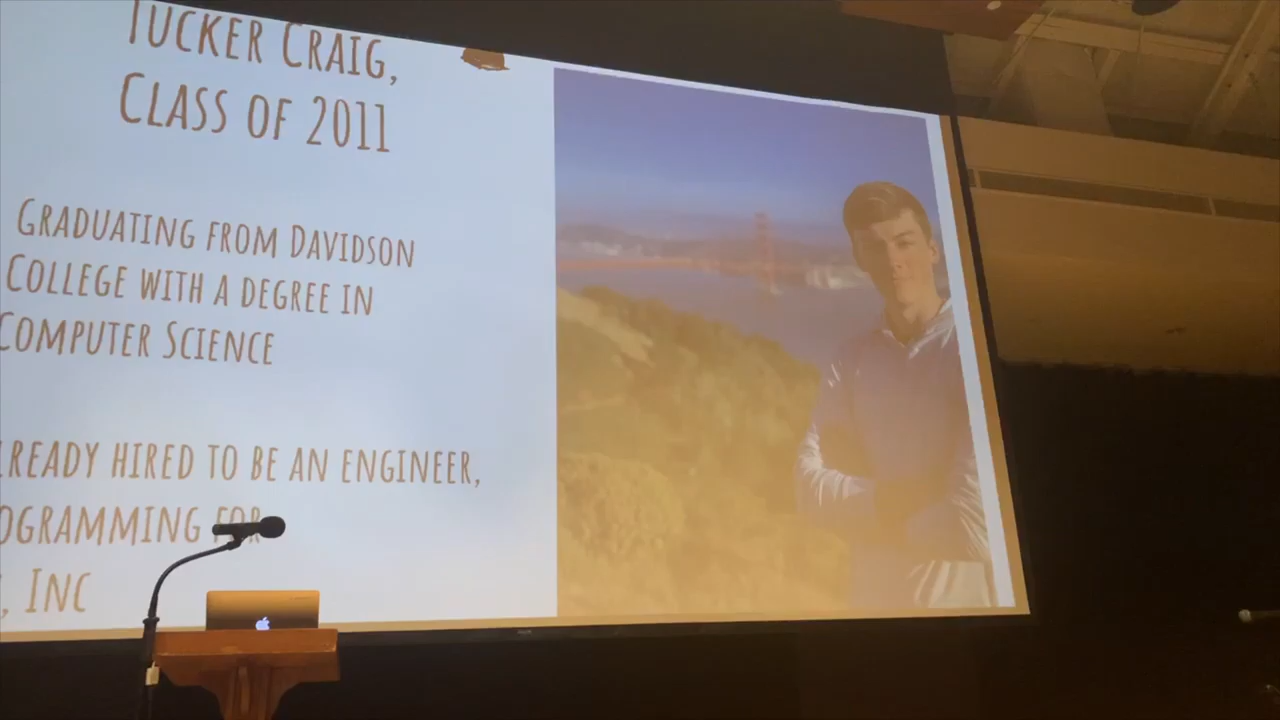 TUCKER CRAIG,
CLASS OF 2011
GRADUATING FROM DAVIDSON
COLLEGE WITH A DEGREE IN
COMPUTER SCIENCE
LREADY HIRED TO BE AN ENGINEER,
OGRAMMING FOR
, INC